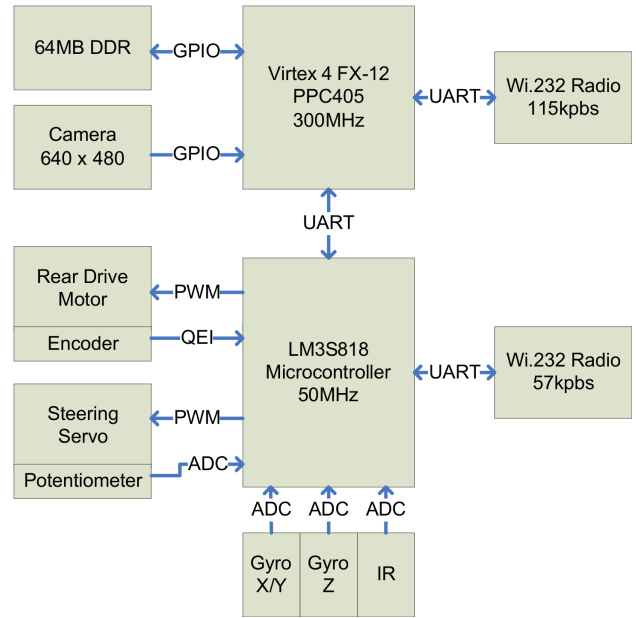 64MB DDR
GPIO
Virtex 4 FX-12
PPC405
300MHz
UART
Wi.232 Radio
115kpbs
Camera
640 x 480
GPIO
UART
Rear Drive
Motor
PWM
Encoder
QEI
LM3S818
Microcontroller
50MHz
UART
Wi.232 Radio
57kpbs
Steering
Servo
PWM
Potentiometer
ADC
ADC
ADC
ADC
Gyro
X/Y
Gyro
Z
IR